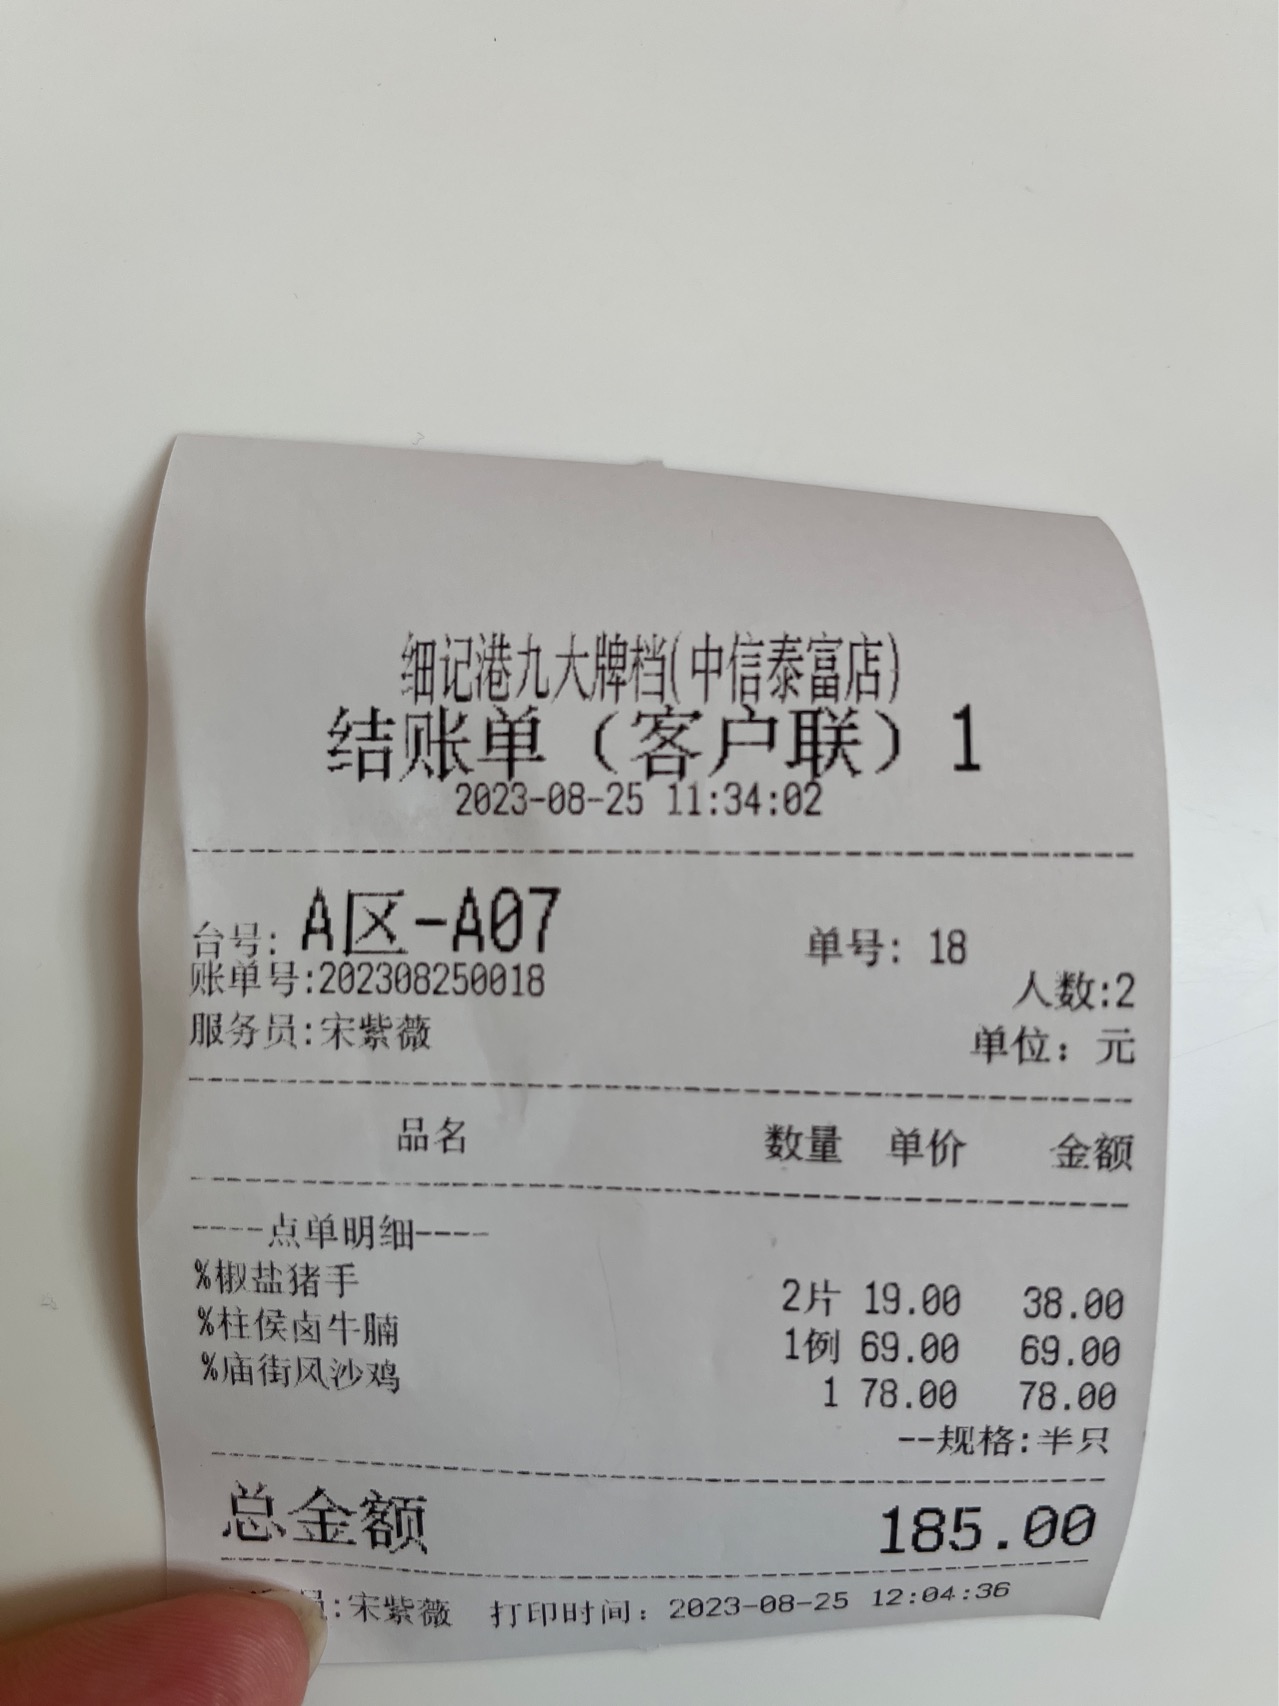 细记港九大牌档(中信泰富店)
结账单（客户联）1
2023-08-25 11:34:02
台号: A区-A07 单号: 18
账单号:202308250018 人数:2
服务员:宋紫薇 单位: 元
品名 数量 单价 金额
----点单明细----
%椒盐猪手 2片 19.00 38.00
%柱侯卤牛腩 1例 69.00 69.00
%庙街风沙鸡 1 78.00 78.00
--规格:半只
总金额 185.00
员:宋紫薇 打印时间: 2023-08-25 12:04:36